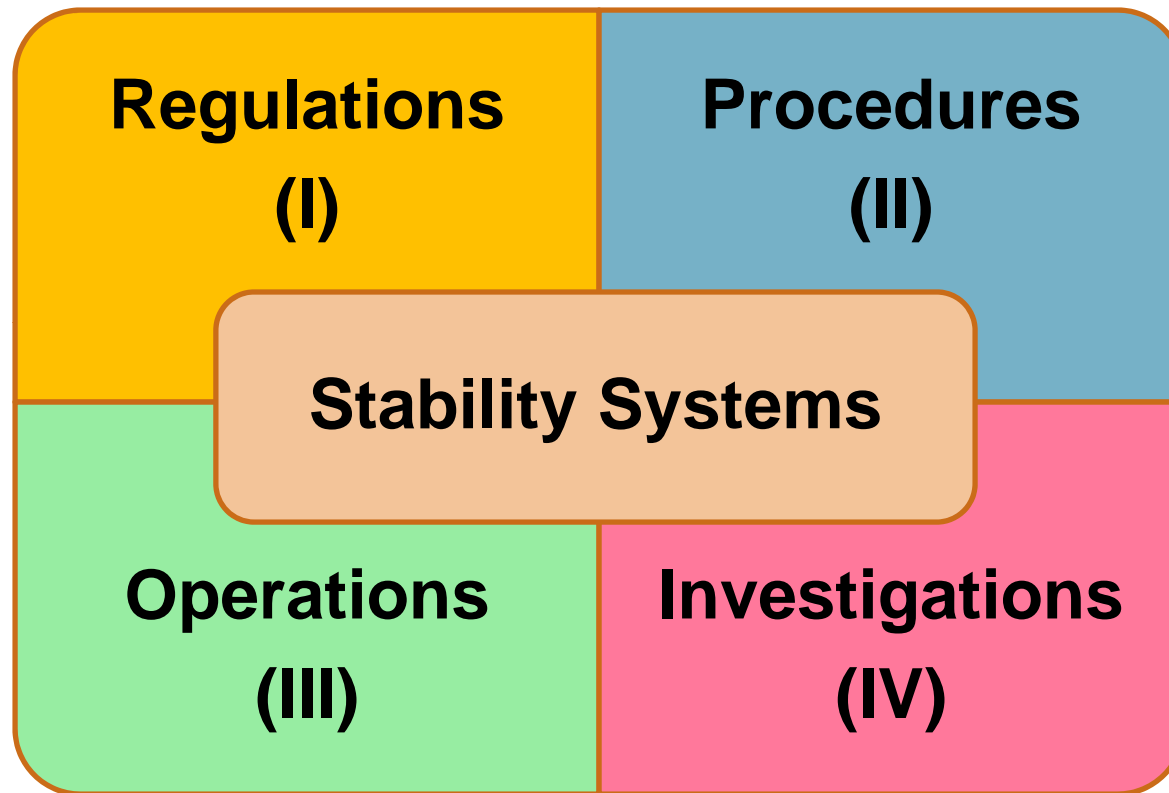 Regulations
(I)
Procedures
(II)
Stability Systems
Operations
(III)
Investigations
(IV)